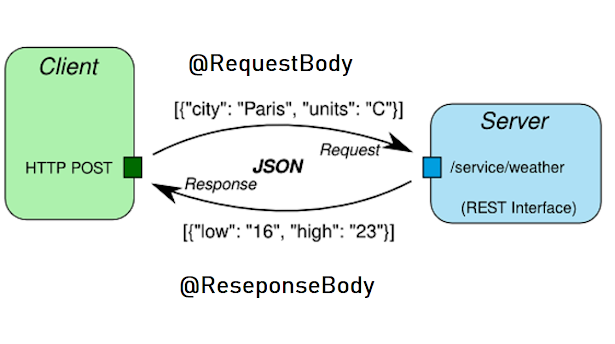 Client
@RequestBody
[{"city": "Paris", "units": "C"}]
Server
HTTP POST
Request
JSON
Response
/service/weather
(REST Interface)
[{"low": "16", "high": "23"}]
@ReseponseBody